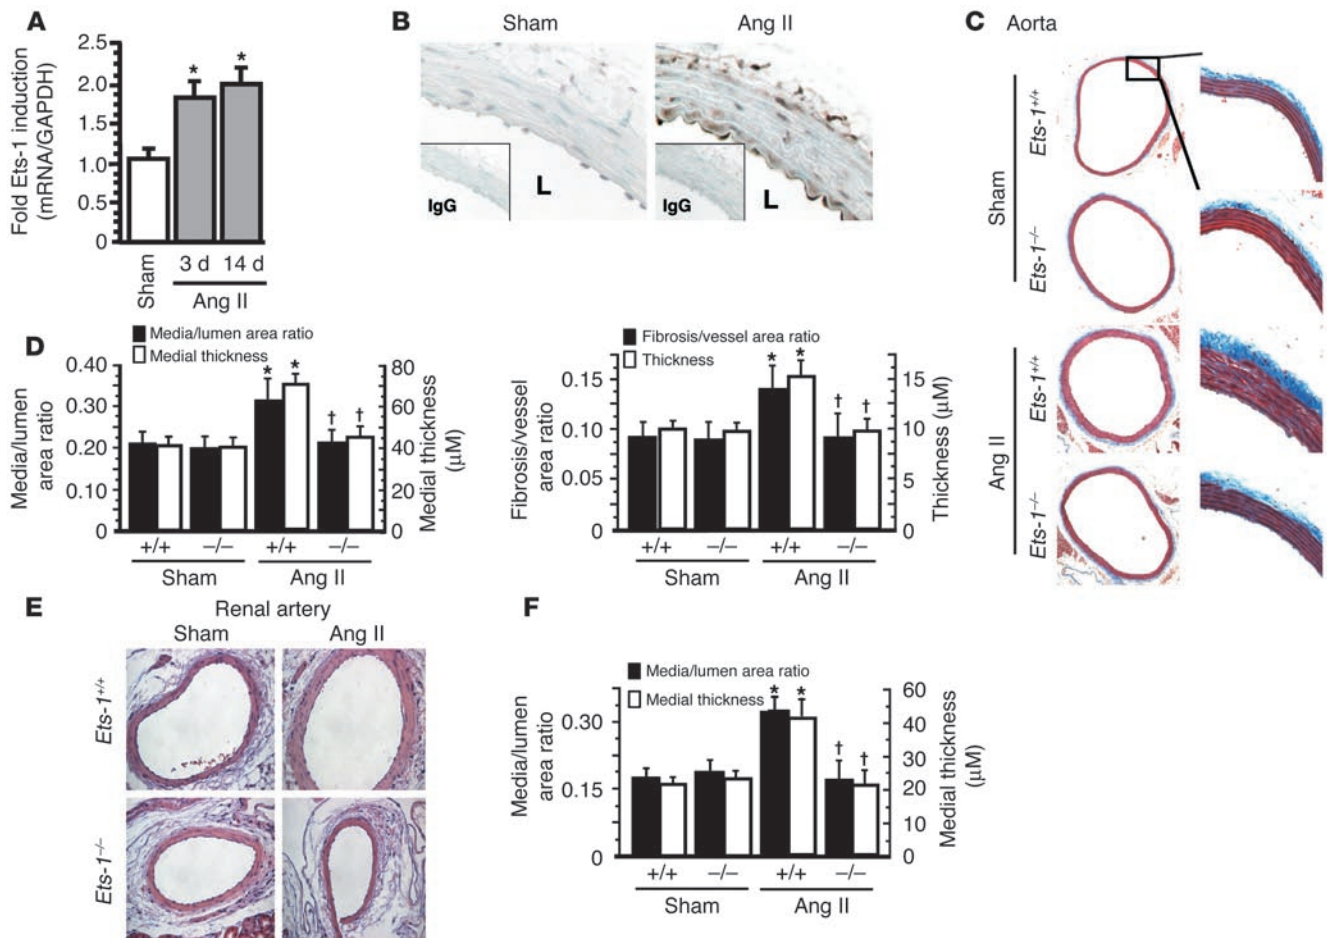 A
Fold Ets-1 induction
(mRNA/GAPDH)
2.5
2.0
1.5
1.0
0.5
0
*
*
Sham
3 d
14 d
Ang II
B
Sham
Ang II
IgG
L
IgG
L
C
Aorta
Sham
Ets-1+/+
Ets-1–/–
Ang II
Ets-1+/+
Ets-1–/–
D
Media/lumen area ratio
Medial thickness
Media/lumen
area ratio
0.40
0.30
0.20
0.10
0
* *
† †
80
60
40
20
0
Medial thickness
(µM)
+/+ –/– +/+ –/–
Sham Ang II
Fibrosis/vessel area ratio
Thickness
Fibrosis/vessel
area ratio
0.15
0.10
0.05
0
* *
† †
15
10
5
0
Thickness (µM)
+/+ –/– +/+ –/–
Sham Ang II
E
Renal artery
Sham Ang II
Ets-1+/+
Ets-1–/–
F
Media/lumen area ratio
Medial thickness
Media/lumen
area ratio
0.30
0.15
0
* *
† †
60
50
40
30
20
10
0
Medial thickness
(µM)
+/+ –/– +/+ –/–
Sham Ang II